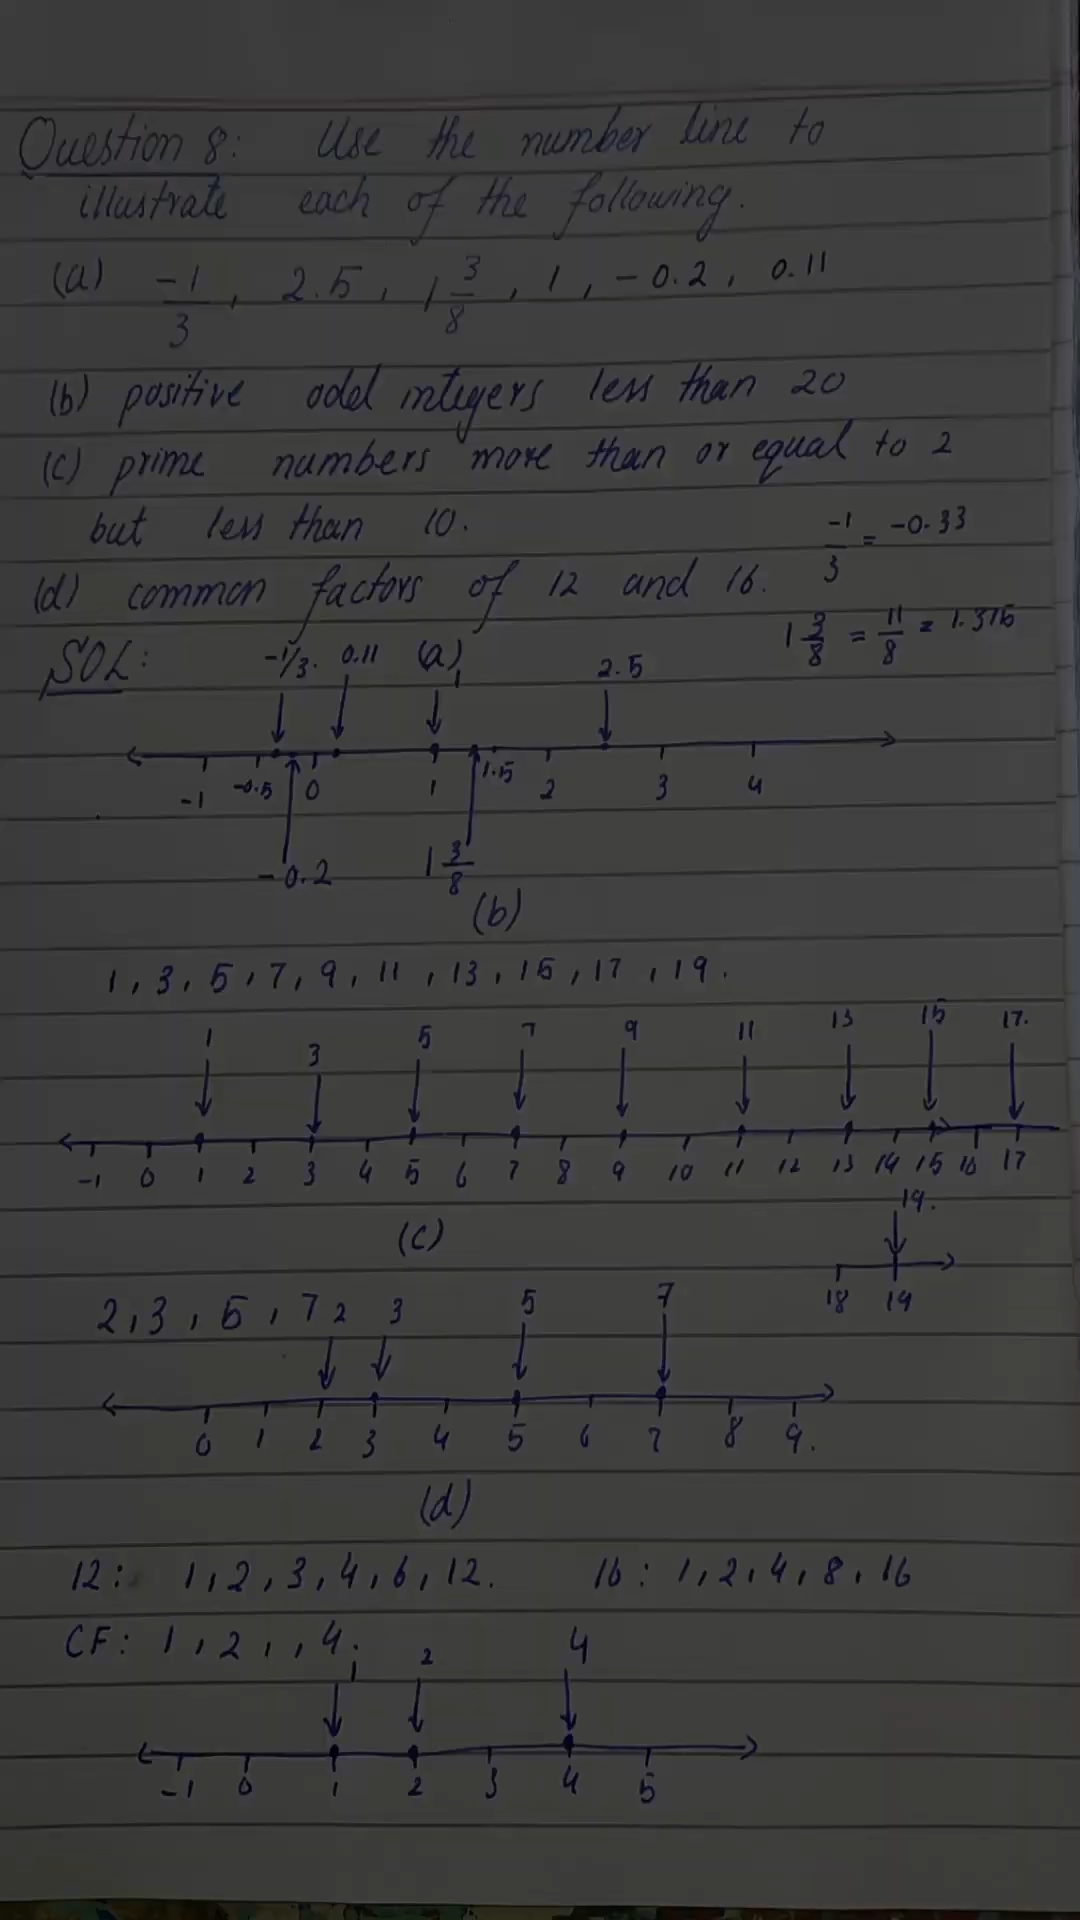 Question 8: Use the number line to
illustrate each of the following.
(a) -1/3, 2.5, 1 3/8, 1, -0.2, 0.11
(b) positive odd integers less than 20
(c) prime numbers more than or equal to 2
but less than 10.
-1/3 = -0.33
(d) common factors of 12 and 16.
1 3/8 = 11/8 = 1.375
SOL:
(a)
-1/3. 0.11 1 2.5
-1 -0.5 0 1 1.5 2 3 4
-0.2 1 3/8
(b)
1, 3, 5, 7, 9, 11, 13, 15, 17, 19.
1 3 5 7 9 11 13 15 17.
-1 0 1 2 3 4 5 6 7 8 9 10 11 12 13 14 15 16 17
19.
18 19
(c)
2, 3, 5, 7
2 3 5 7
0 1 2 3 4 5 6 7 8 9.
(d)
12: 1, 2, 3, 4, 6, 12. 16: 1, 2, 4, 8, 16
CF: 1, 2, , 4.
1 2 4
-1 0 1 2 3 4 5